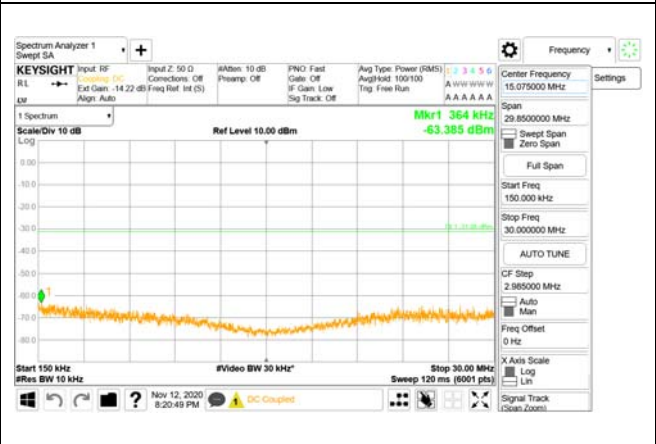 Spectrum Analyzer 1
Swept SA
+
Frequency
KEYSIGHT
RL
Input: RF
Coupling: DC
Ext Gain: -14.22 dB
Align: Auto
Input Z: 50 Ω
Corrections: Off
Freq Ref: Int (S)
#Atten: 10 dB
Preamp: Off
PNO: Fast
Gate: Off
IF Gain: Low
Sig Track: Off
Avg Type: Power (RMS)
Avg|Hold: 100/100
Trig: Free Run
1 2 3 4 5 6
A W W W W W
A A A A A A
Settings
1 Spectrum
Scale/Div 10 dB
Ref Level 10.00 dBm
Mkr1 364 kHz
-63.385 dBm
Log
0.00
-10.0
-20.0
-30.0
-40.0
-50.0
-60.0
-70.0
-80.0
1
Start 150 kHz
#Res BW 10 kHz
#Video BW 30 kHz*
Stop 30.00 MHz
Sweep 120 ms (6001 pts)
Nov 12, 2020
8:20:49 PM
DC Coupled
Center Frequency
15.075000 MHz
Span
29.8500000 MHz
Swept Span
Zero Span
Full Span
Start Freq
150.000 kHz
Stop Freq
30.000000 MHz
AUTO TUNE
CF Step
2.985000 MHz
Auto
Man
Freq Offset
0 Hz
X Axis Scale
Log
Lin
Signal Track
(Span Zoom)